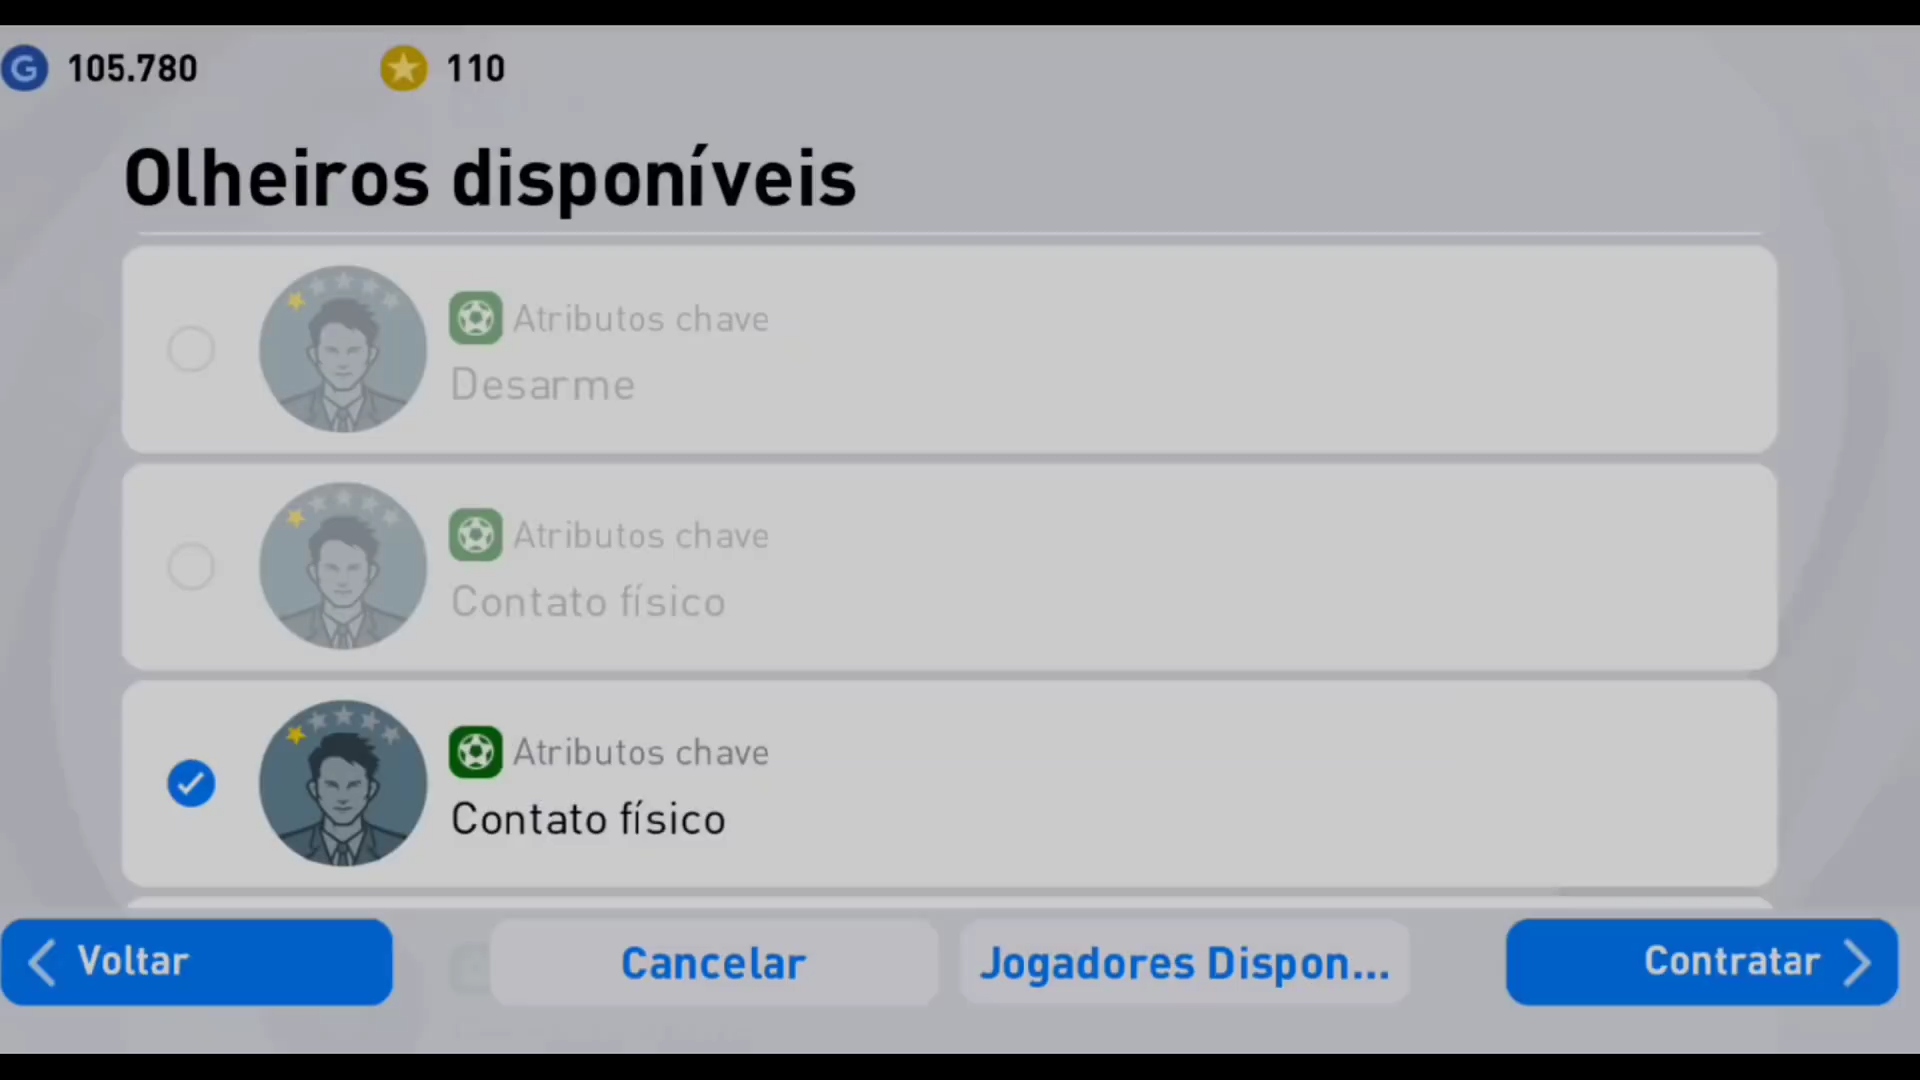 G 105.780 110
Olheiros disponíveis
Atributos chave
Desarme
Atributos chave
Contato físico
Atributos chave
Contato físico
Voltar Cancelar Jogadores Dispon... Contratar